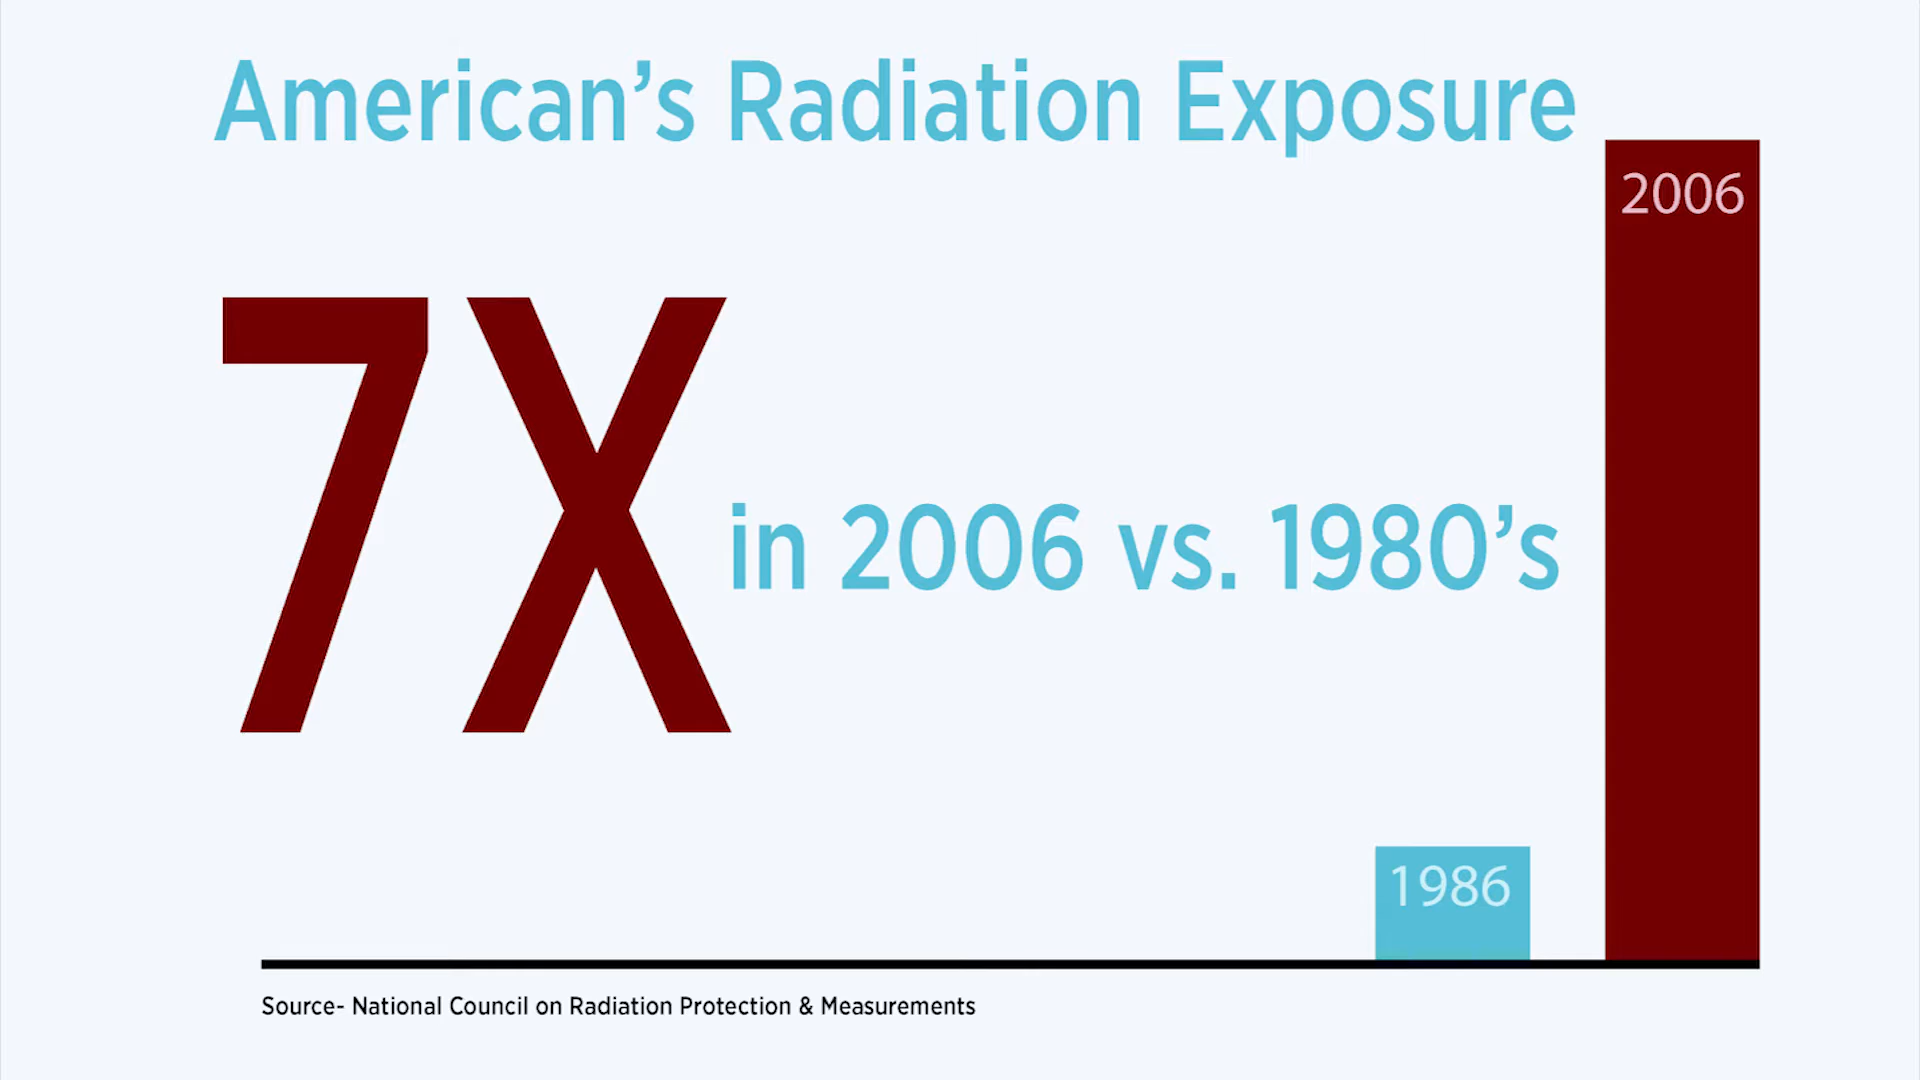 American’s Radiation Exposure
2006
7X in 2006 vs. 1980’s
1986
Source- National Council on Radiation Protection & Measurements